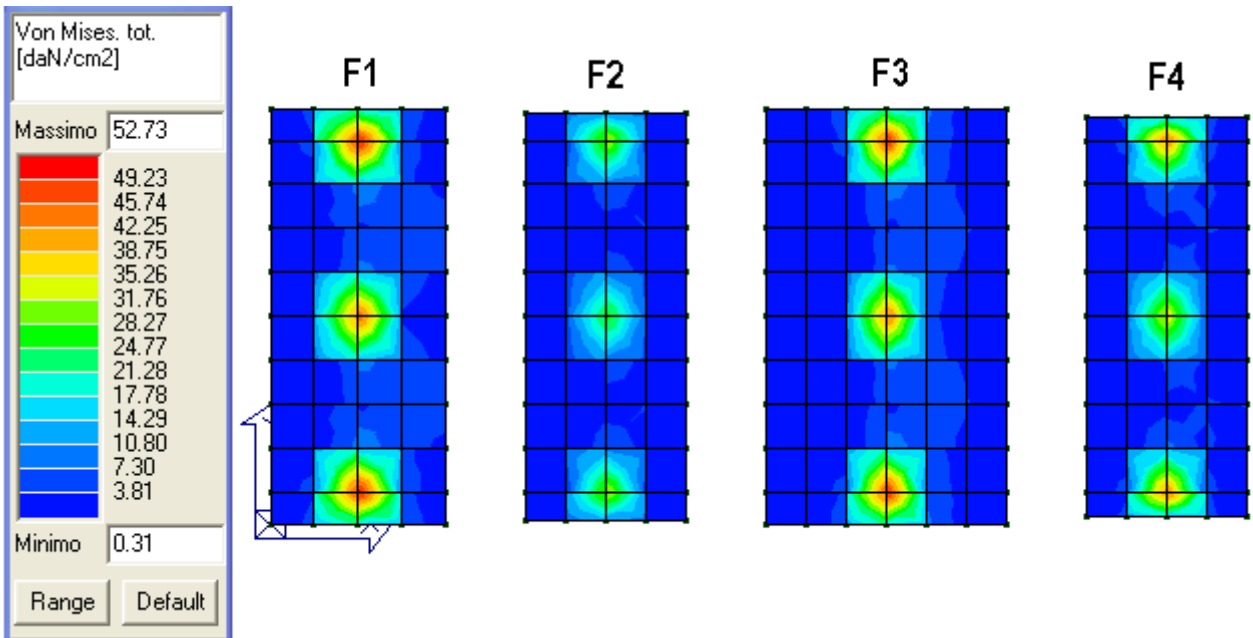 Von Mises. tot.
[daN/cm2]
Massimo 52.73
49.23
45.74
42.25
38.75
35.26
31.76
28.27
24.77
21.28
17.78
14.29
10.80
7.30
3.81
Minimo 0.31
Range Default
F1 F2 F3 F4